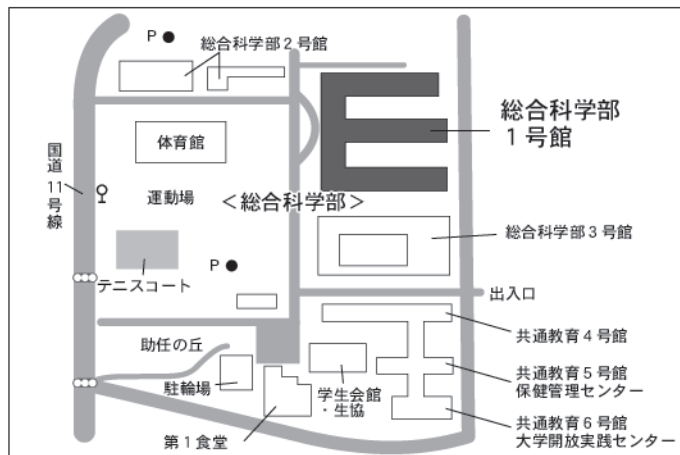 P
総合科学部２号館
総合科学部
１号館
体育館
国道11号線
運動場
＜総合科学部＞
総合科学部３号館
P
テニスコート
出入口
共通教育４号館
助任の丘
共通教育５号館
保健管理センター
駐輪場
学生会館
・生協
共通教育６号館
大学開放実践センター
第１食堂